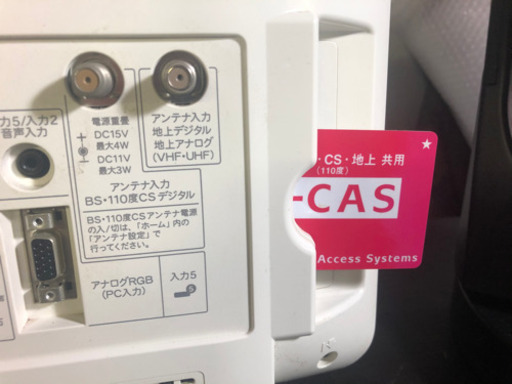 力5/入力2
音声入力
電源重畳
DC15V
最大4W
DC11V
最大3W
アンテナ入力
地上デジタル
地上アナログ
(VHF・UHF)
アンテナ入力
BS・110度CSデジタル
BS・110度CSアンテナ電源
の入/切は、「ホーム」内の
「アンテナ設定」で
行ってください。
アナログRGB
(PC入力)
入力5
S
・CS・地上 共用
(110度)
-CAS
Access Systems